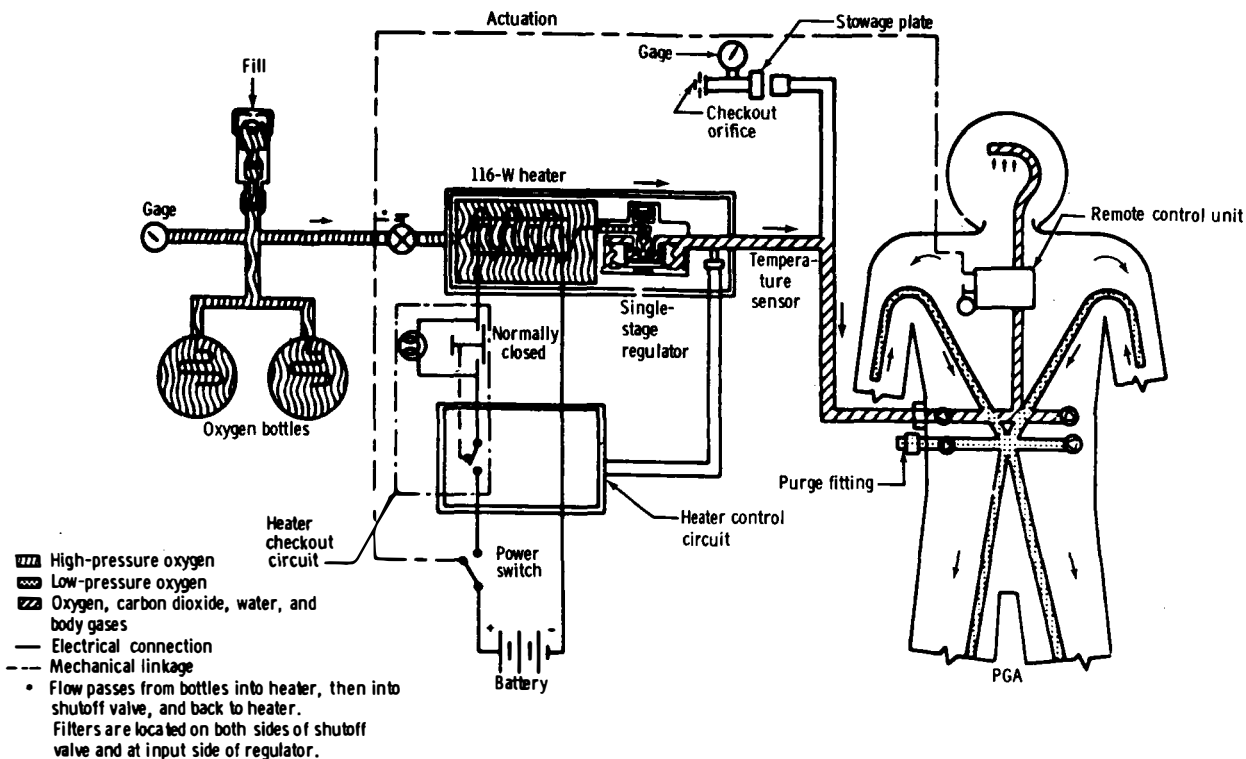 Actuation
Stowage plate
Gage
Fill
Checkout
orifice
116-W heater
Gage
Remote control unit
Tempera-
ture
sensor
Single-
stage
regulator
Normally
closed
Oxygen bottles
Purge fitting
Heater control
circuit
Heater
checkout
circuit
Power
switch
+ -
Battery
PGA
High-pressure oxygen
Low-pressure oxygen
Oxygen, carbon dioxide, water, and
body gases
Electrical connection
Mechanical linkage
• Flow passes from bottles into heater, then into
shutoff valve, and back to heater.
Filters are located on both sides of shutoff
valve and at input side of regulator.